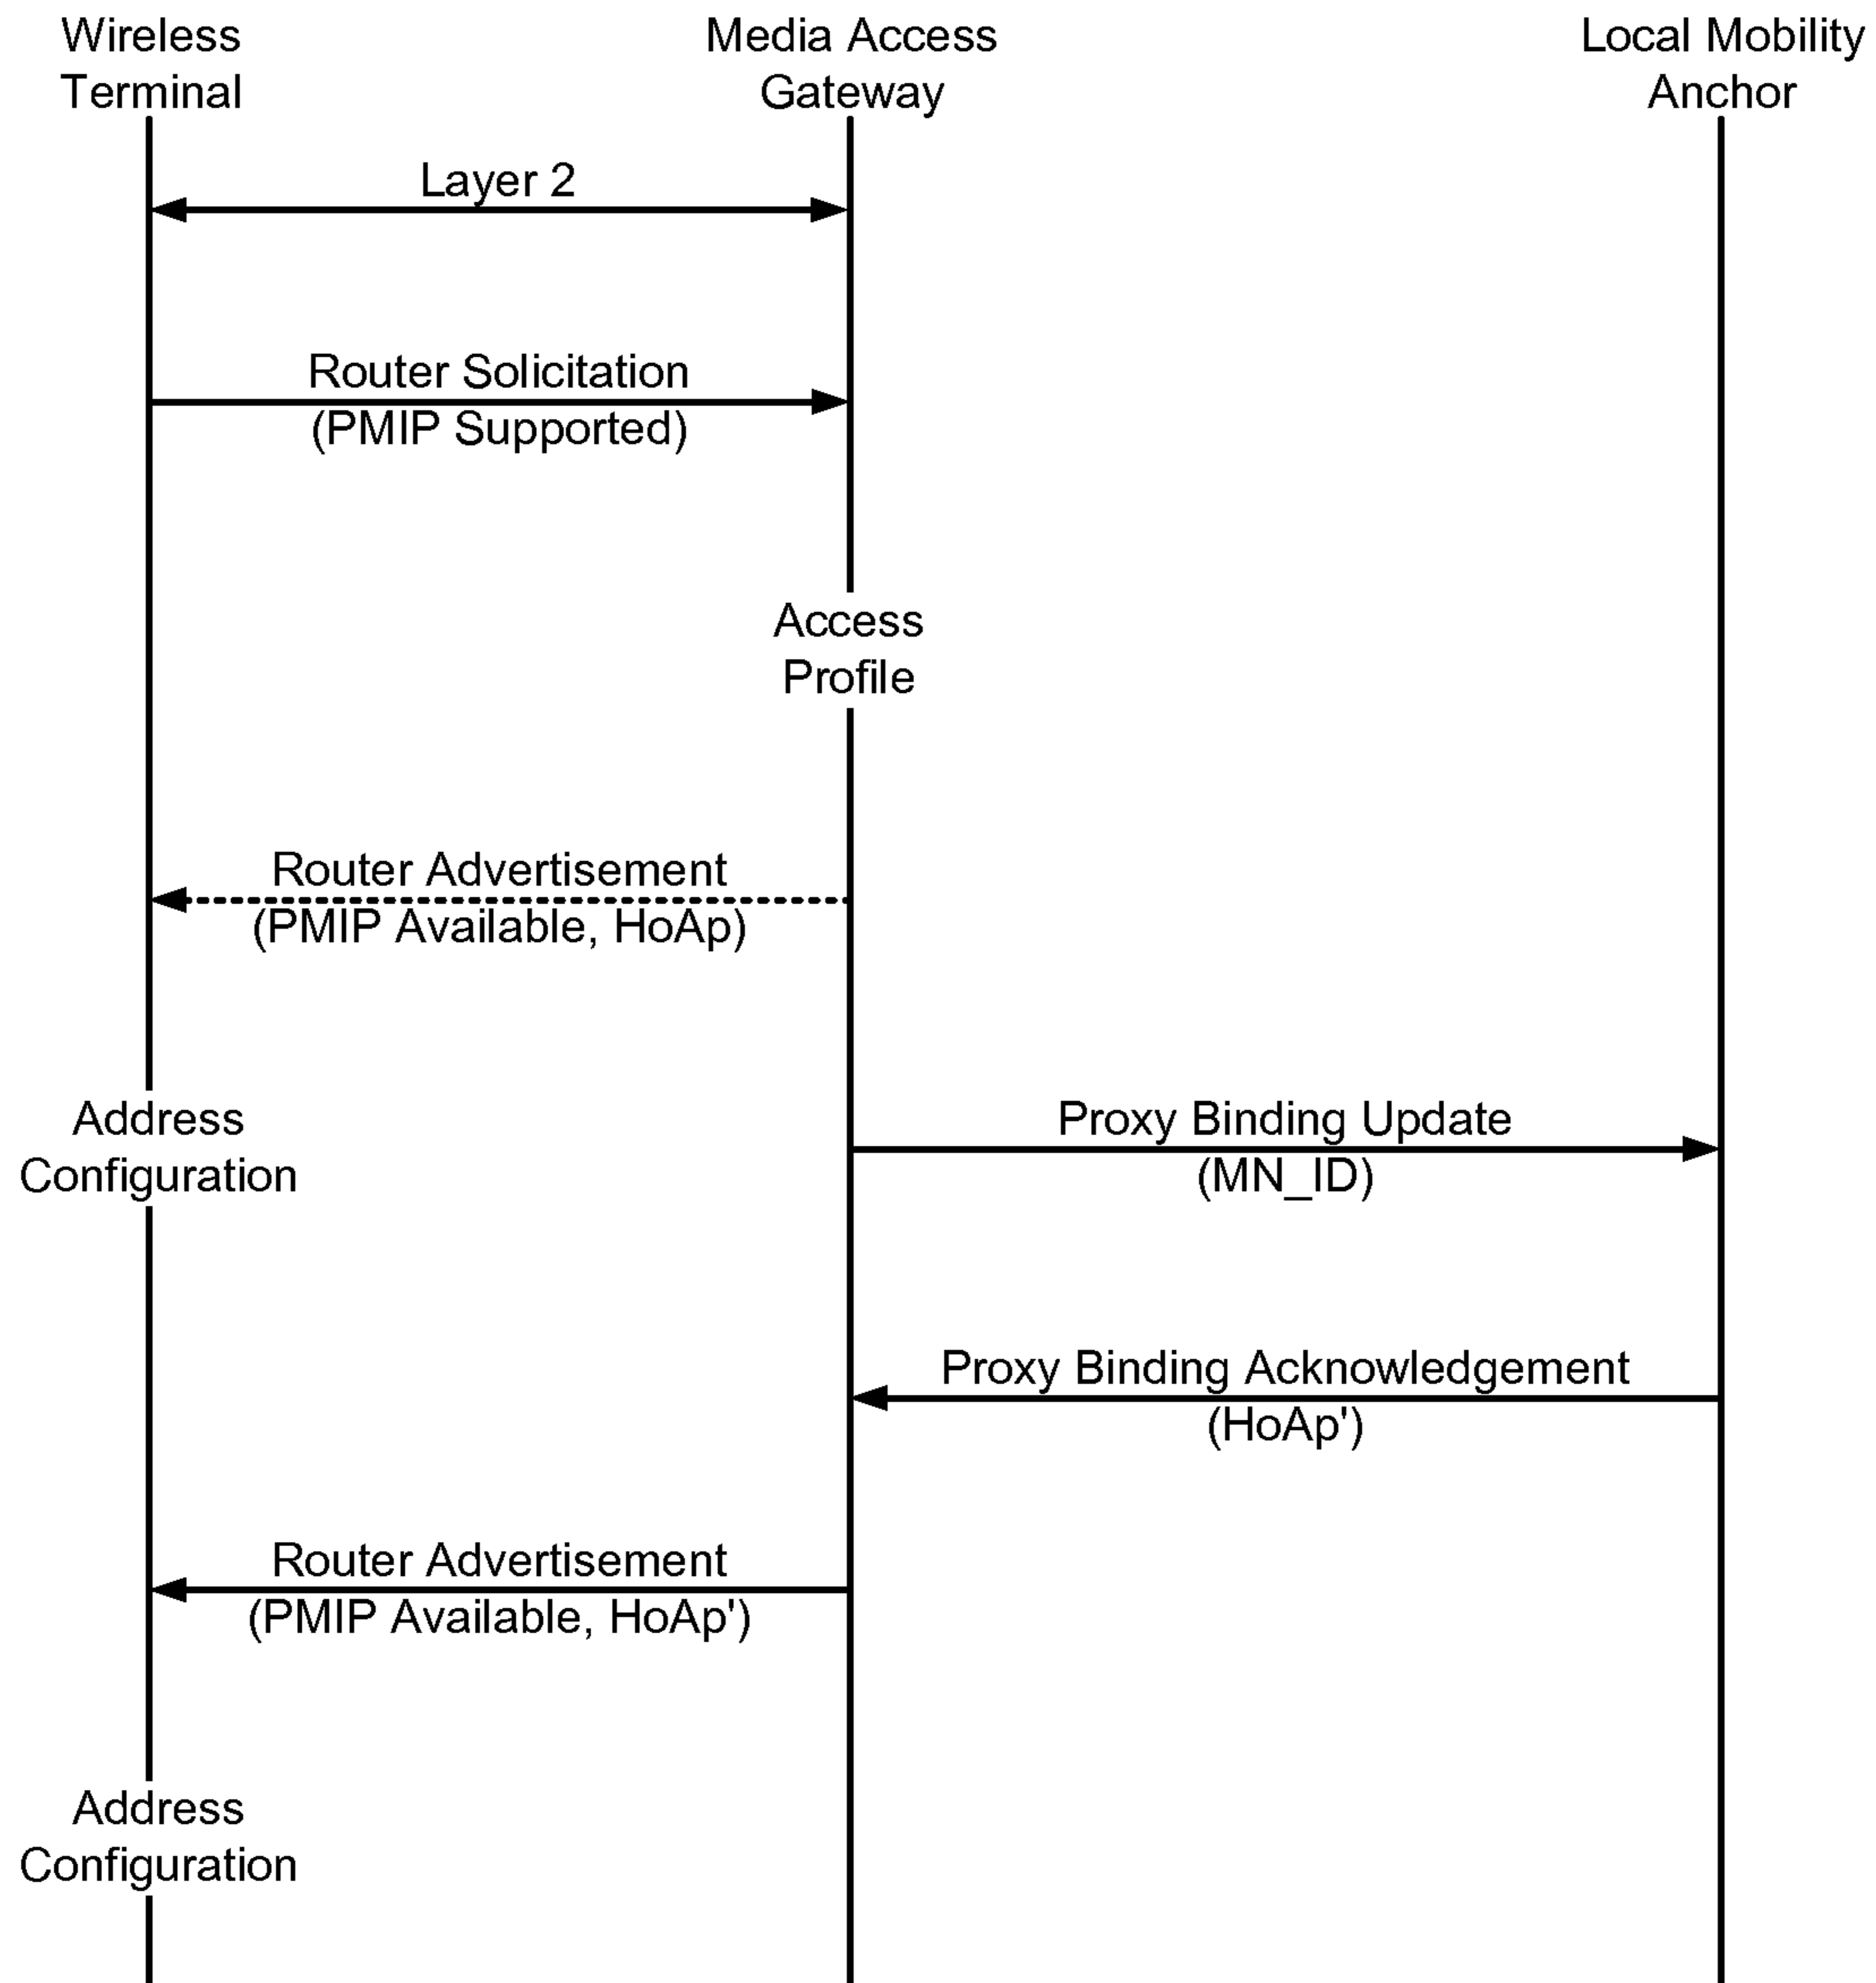 Wireless
Terminal
Media Access
Gateway
Local Mobility
Anchor
Layer 2
Router Solicitation
(PMIP Supported)
Access
Profile
Router Advertisement
(PMIP Available, HoAp)
Address
Configuration
Proxy Binding Update
(MN_ID)
Proxy Binding Acknowledgement
(HoAp')
Router Advertisement
(PMIP Available, HoAp')
Address
Configuration